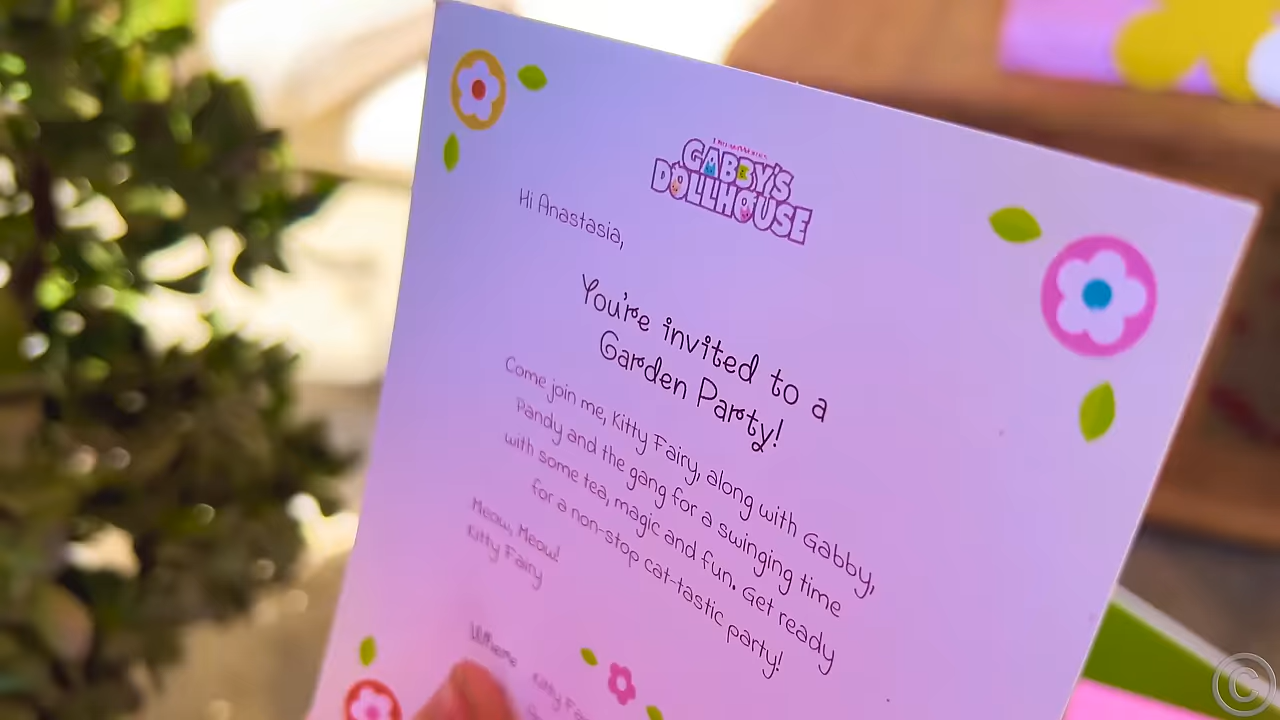 DREAMWORKS
GABBY'S
DOLLHOUSE
Hi Anastasia,
You're invited to a
Garden Party!
Come join me, Kitty Fairy, along with Gabby,
Pandy and the gang for a swinging time
with some tea, magic and fun. Get ready
for a non-stop cat-tastic party!
Meow, Meow!
Kitty Fairy
Where
Kitty Fa
©